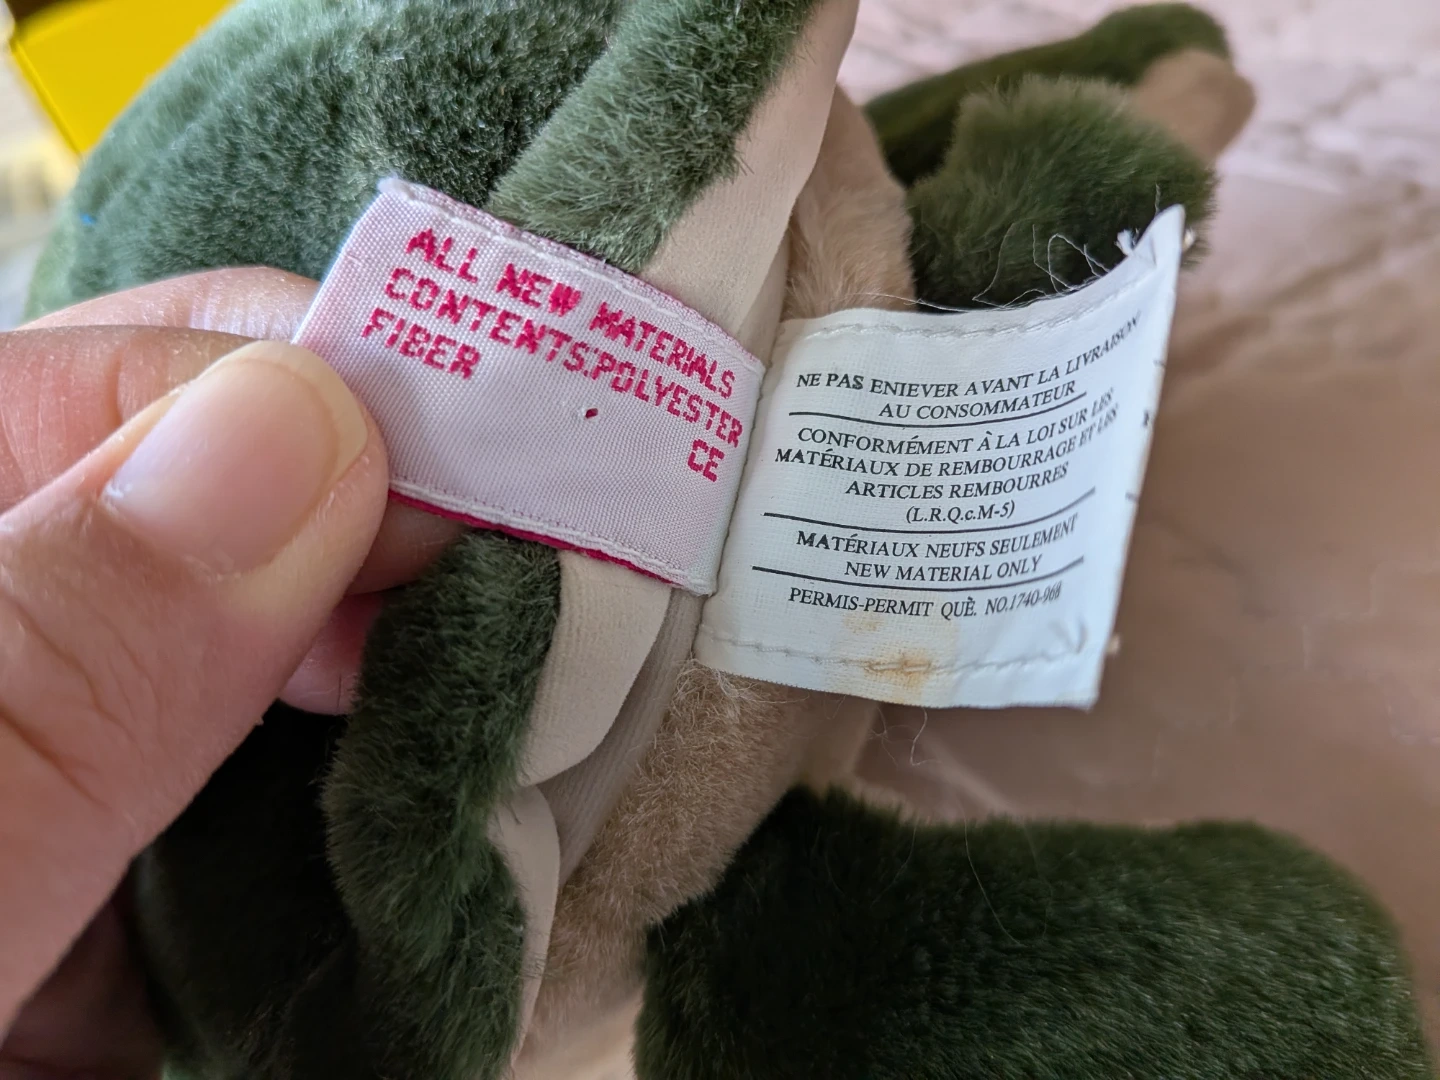 ALL NEW MATERIALS
CONTENTS:POLYESTER
FIBER
CE
NE PAS ENIEVER AVANT LA LIVRAISON
AU CONSOMMATEUR
CONFORMÉMENT À LA LOI SUR LES
MATÉRIAUX DE REMBOURRAGE ET LES
ARTICLES REMBOURRES
(L.R.Q.c.M-5)
MATÉRIAUX NEUFS SEULEMENT
NEW MATERIAL ONLY
PERMIS-PERMIT QUÈ. NO.1740-968